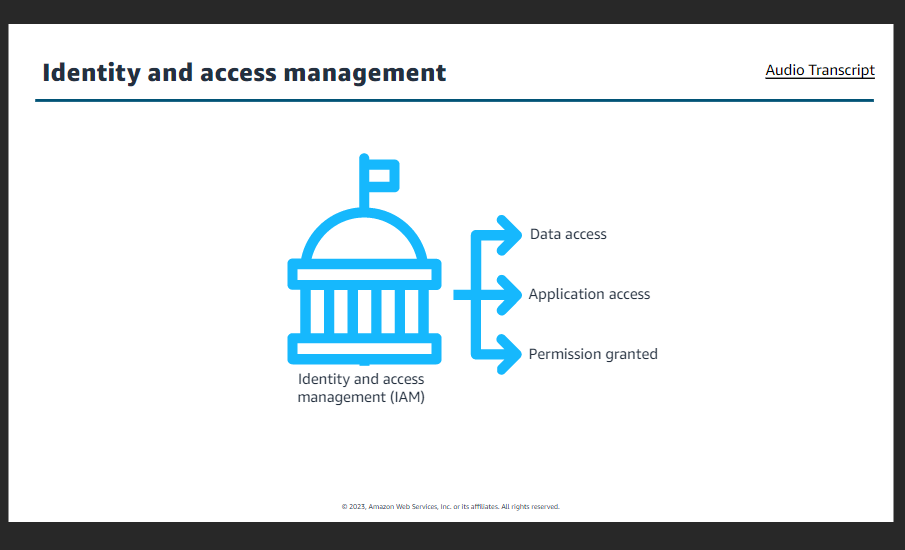 Identity and access management
Audio Transcript
Data access
Application access
Permission granted
Identity and access
management (IAM)
© 2023, Amazon Web Services, Inc. or its affiliates. All rights reserved.